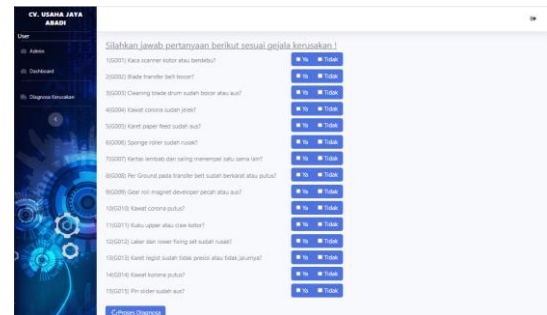 CV. USAHA JAYA
ABADI
User
Admin
Dashboard
Diagnosa Kerusakan
Silahkan jawab pertanyaan berikut sesuai gejala kerusakan !
1(G001) Kaca scanner kotor atau berdebu? Ya Tidak
2(G002) Blade transfer belt bocor? Ya Tidak
3(G003) Cleaning blade drum sudah bocor atau aus? Ya Tidak
4(G004) Kawat corona sudah jelek? Ya Tidak
5(G005) Karet paper feed sudah aus? Ya Tidak
6(G006) Sponge roller sudah rusak? Ya Tidak
7(G007) Kertas lembab dan saring menempel satu sama lain? Ya Tidak
8(G008) Per Ground pada transfer belt sudah berkarat atau putus? Ya Tidak
9(G009) Gear roll magnet developer pecah atau aus? Ya Tidak
10(G010) Kawat corona putus? Ya Tidak
11(G011) Kuku upper atau claw kotor? Ya Tidak
12(G012) Laker dan lower fixing set sudah rusak? Ya Tidak
13(G013) Karet regist sudah tidak presisi atau tidak jalurnya? Ya Tidak
14(G014) Kawat korona putus? Ya Tidak
15(G015) Pin slider sudah aus? Ya Tidak
Proses Diagnosa